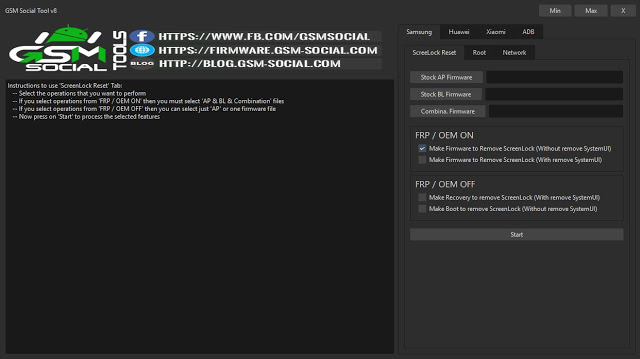 GSM Social Tool v8
Min
Max
X
GSM
SOCIAL
TOOLS
f
HTTPS://WWW.FB.COM/GSMSOCIAL
HTTPS://FIRMWARE.GSM-SOCIAL.COM
BLOG
HTTP://BLOG.GSM-SOCIAL.COM
Instructions to use 'ScreenLock Reset' Tab:
-- Select the operations that you want to perform
-- If you select operations from 'FRP / OEM ON' then you must select 'AP & BL & Combination' files
-- If you select operations from 'FRP / OEM OFF' then you can select just 'AP' or one firmware file
-- Now press on 'Start' to process the selected features
Samsung
Huawei
Xiaomi
ADB
ScreeLock Reset
Root
Network
Stock AP Firmware
Stock BL Firmware
Combina. Firmware
FRP / OEM ON
Make Firmware to Remove ScreenLock (Without remove SystemUI)
Make Firmware to Remove ScreenLock (With remove SystemUI)
FRP / OEM OFF
Make Recovery to remove ScreenLock (With remove SystemUI)
Make Boot to remove ScreenLock (Without remove SystemUI)
Start